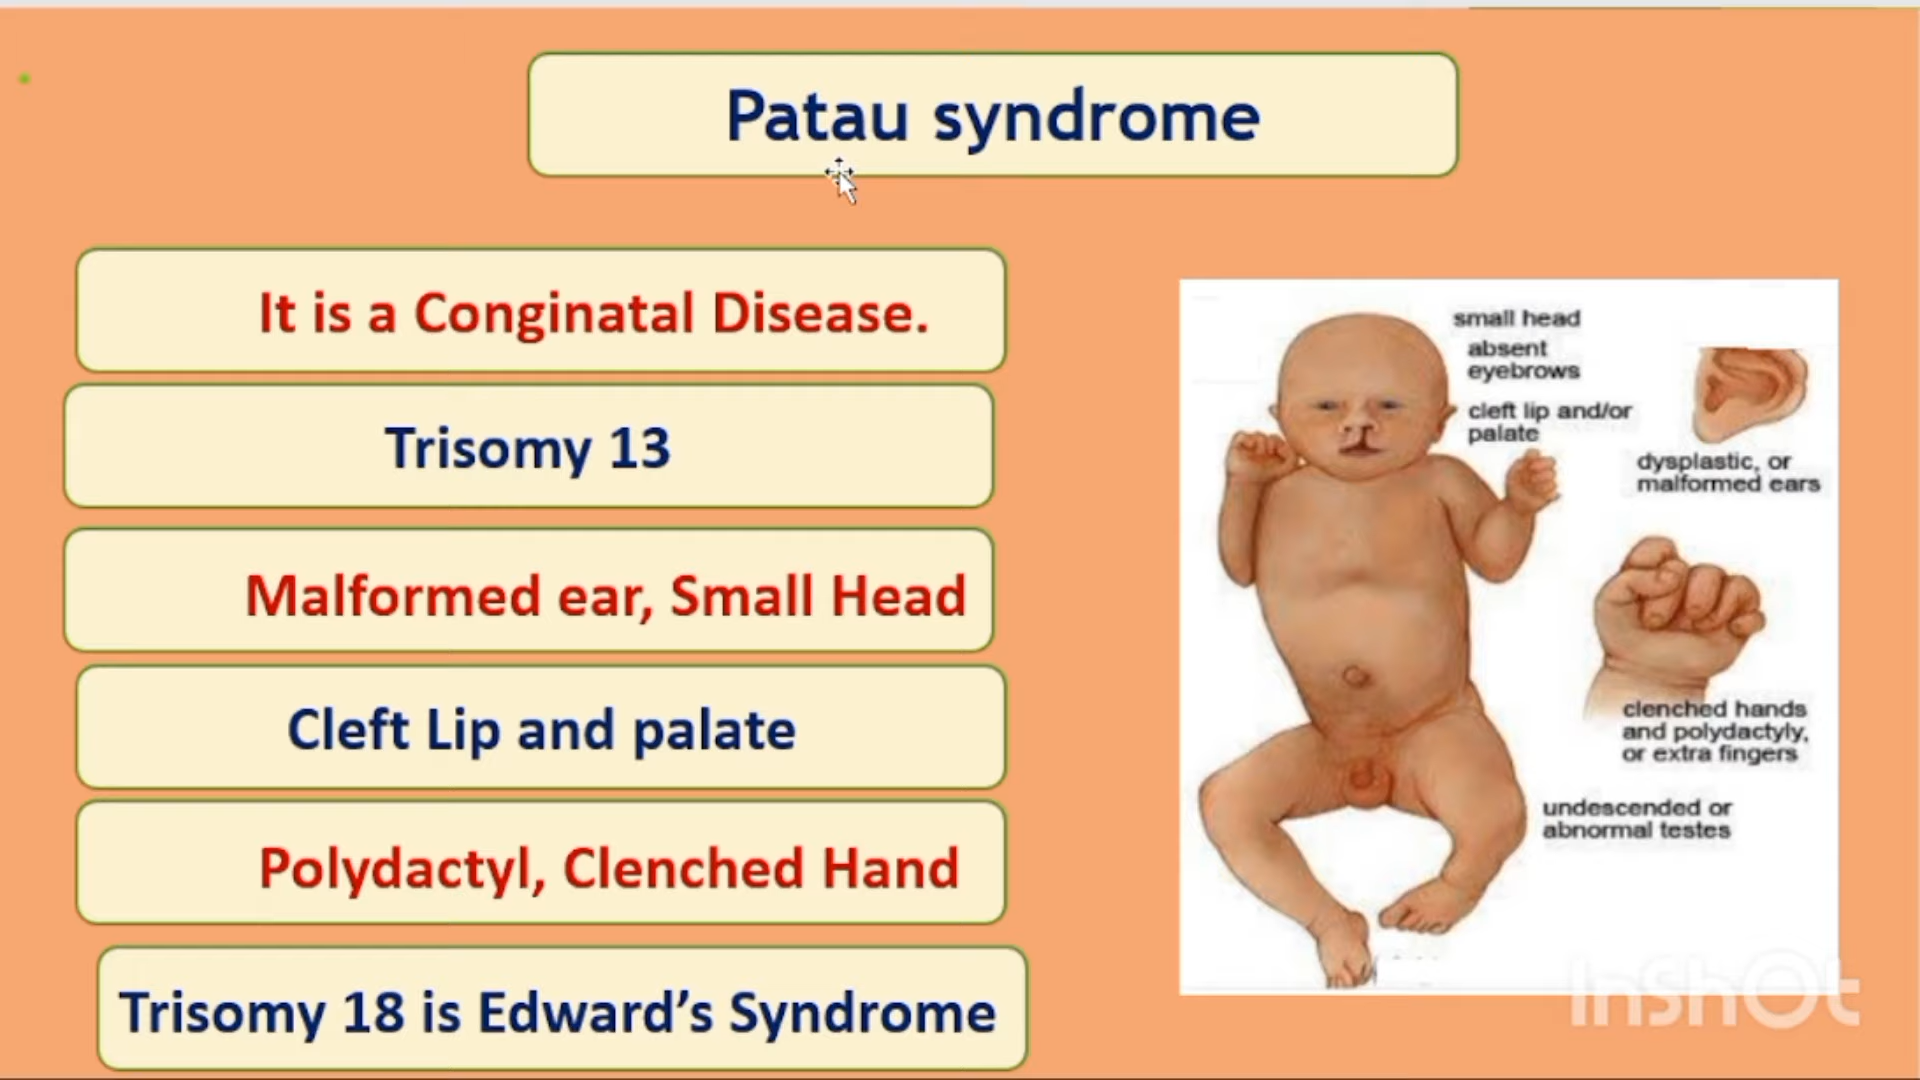 Patau syndrome
It is a Conginatal Disease.
Trisomy 13
Malformed ear, Small Head
Cleft Lip and palate
Polydactyl, Clenched Hand
Trisomy 18 is Edward’s Syndrome
small head
absent
eyebrows
cleft lip and/or
palate
dysplastic, or
malformed ears
clenched hands
and polydactyly,
or extra fingers
undescended or
abnormal testes
InShOt